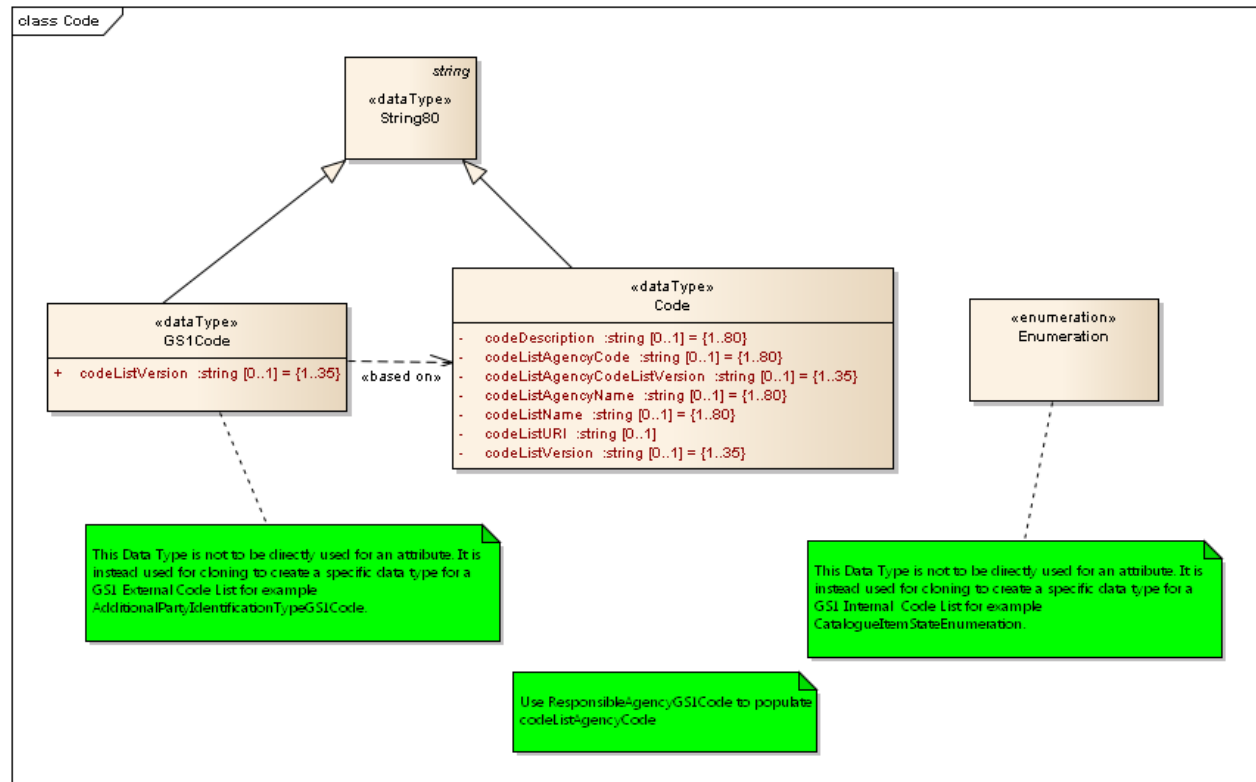 class Code
string
«dataType»
String80
«dataType»
GS1Code
+ codeListVersion :string [0..1] = {1..35}
«based on»
«dataType»
Code
- codeDescription :string [0..1] = {1..80}
- codeListAgencyCode :string [0..1] = {1..80}
- codeListAgencyCodeListVersion :string [0..1] = {1..35}
- codeListAgencyName :string [0..1] = {1..80}
- codeListName :string [0..1] = {1..80}
- codeListURI :string [0..1]
- codeListVersion :string [0..1] = {1..35}
«enumeration»
Enumeration
This Data Type is not to be directly used for an attribute. It is
instead used for cloning to create a specific data type for a
GS1 External Code List for example
AdditionalPartyIdentificationTypeGS1Code.
This Data Type is not to be directly used for an attribute. It is
instead used for cloning to create a specific data type for a
GS1 Internal Code List for example
CatalogueItemStateEnumeration.
Use ResponsibleAgencyGS1Code to populate
codeListAgencyCode